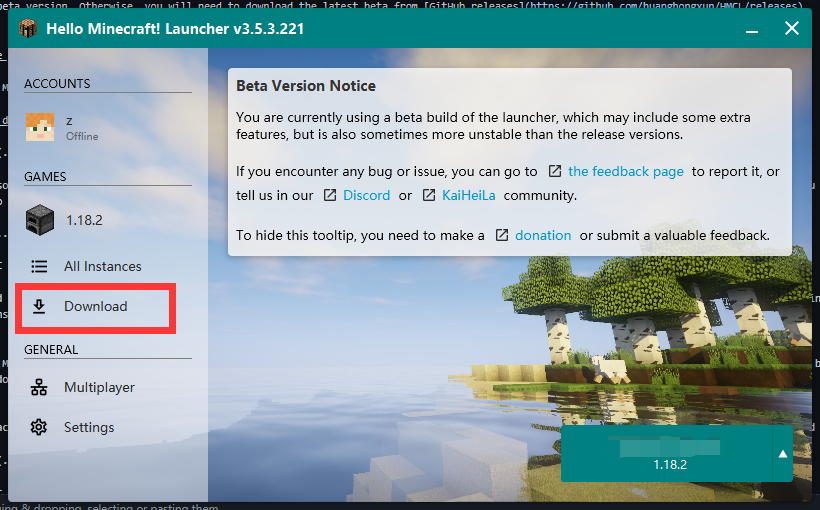 beta version. Otherwise, you will need to download the latest beta from [GitHub releases](https://github.com/huanghongxun/HMCL/releases)
Hello Minecraft! Launcher v3.5.3.221
ACCOUNTS
z
Offline
GAMES
1.18.2
All Instances
Download
GENERAL
Multiplayer
Settings
Beta Version Notice
You are currently using a beta build of the launcher, which may include some extra
features, but is also sometimes more unstable than the release versions.
If you encounter any bug or issue, you can go to the feedback page to report it, or
tell us in our Discord or KaiHeiLa community.
To hide this tooltip, you need to make a donation or submit a valuable feedback.
1.18.2
& dropping, selecting or pasting them.